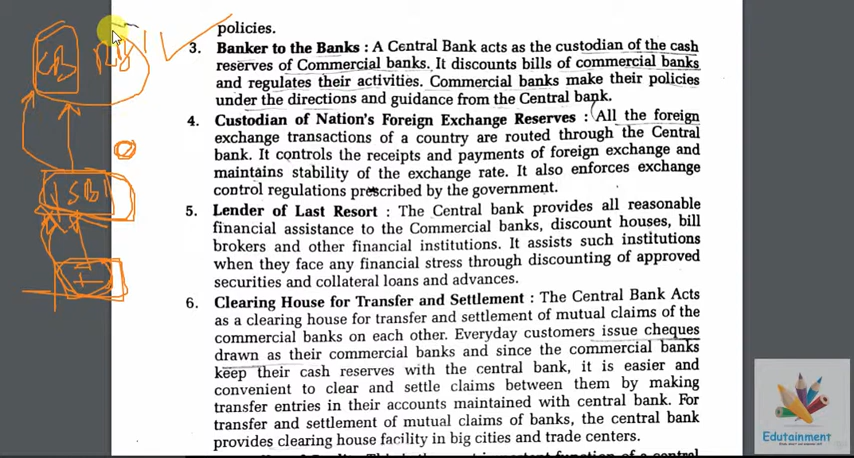 policies.
3. Banker to the Banks : A Central Bank acts as the custodian of the cash
reserves of Commercial banks. It discounts bills of commercial banks
and regulates their activities. Commercial banks make their policies
under the directions and guidance from the Central bank.
4. Custodian of Nation's Foreign Exchange Reserves : All the foreign
exchange transactions of a country are routed through the Central
bank. It controls the receipts and payments of foreign exchange and
maintains stability of the exchange rate. It also enforces exchange
control regulations prescribed by the government.
5. Lender of Last Resort : The Central bank provides all reasonable
financial assistance to the Commercial banks, discount houses, bill
brokers and other financial institutions. It assists such institutions
when they face any financial stress through discounting of approved
securities and collateral loans and advances.
6. Clearing House for Transfer and Settlement : The Central Bank Acts
as a clearing house for transfer and settlement of mutual claims of the
commercial banks on each other. Everyday customers issue cheques
drawn as their commercial banks and since the commercial banks
keep their cash reserves with the central bank, it is easier and
convenient to clear and settle claims between them by making
transfer entries in their accounts maintained with central bank. For
transfer and settlement of mutual claims of banks, the central bank
provides clearing house facility in big cities and trade centers.
CB
SBI
Edutainment